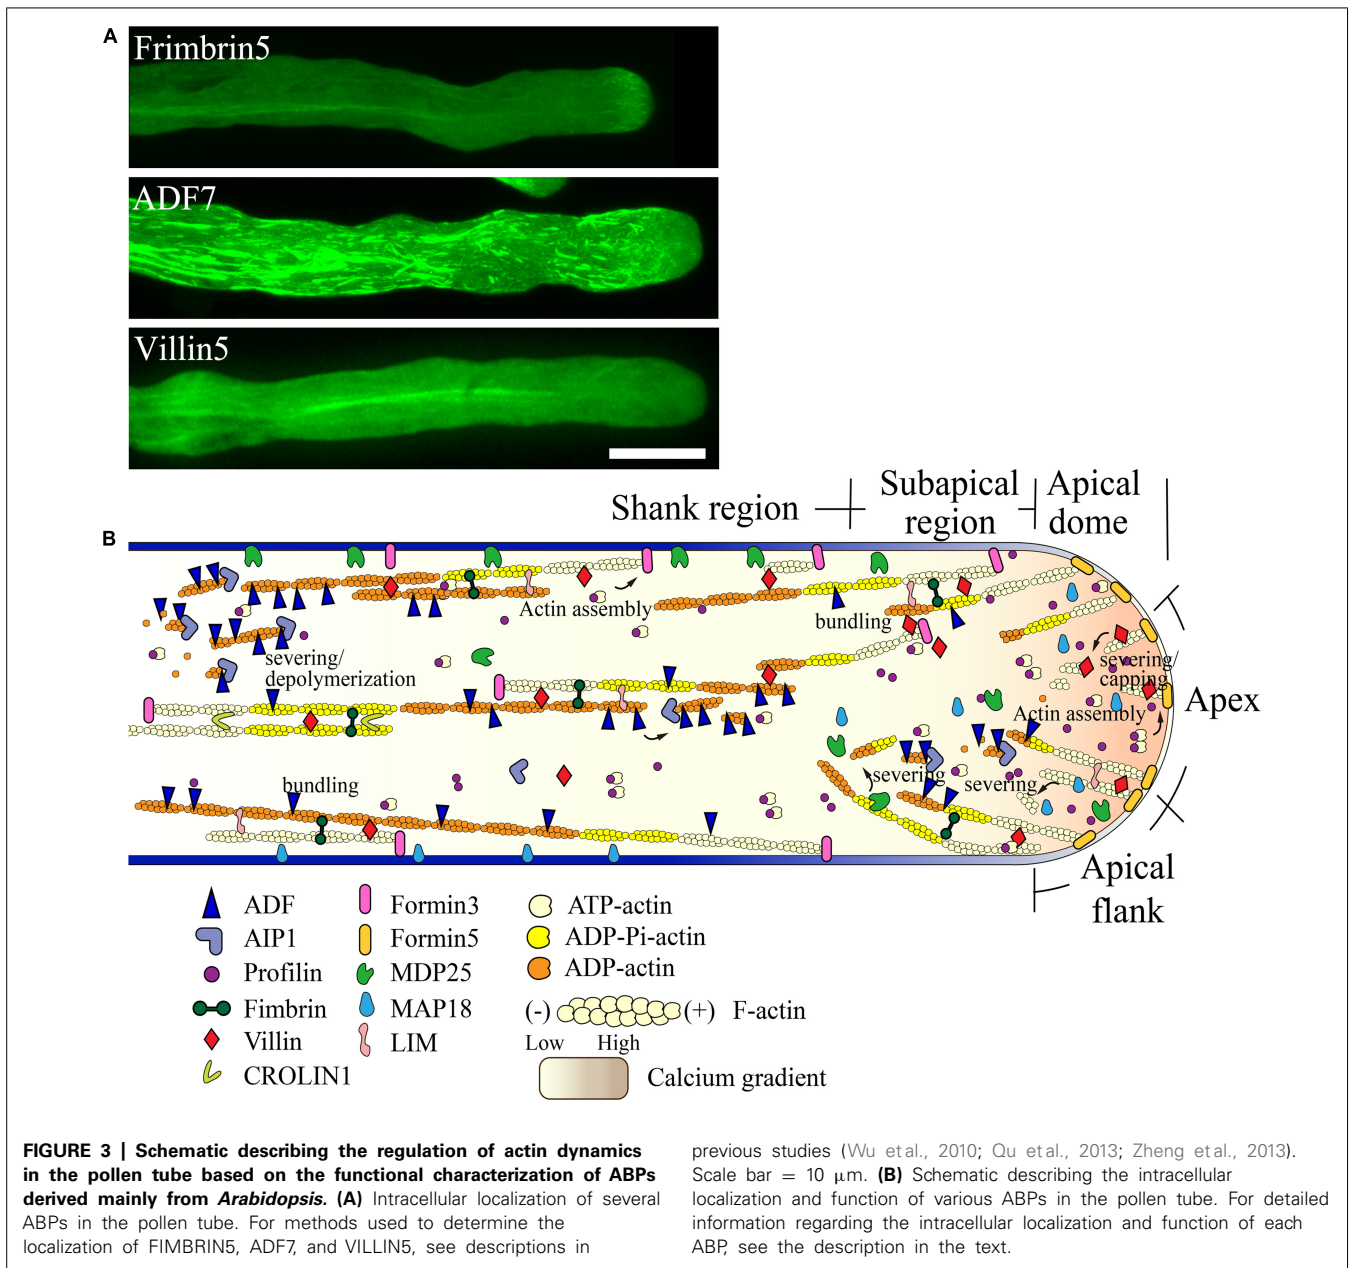 A
Frimbrin5
ADF7
Villin5
B
Shank region
Subapical
region
Apical
dome
Actin assembly
bundling
severing/
depolymerization
severing/
capping
Apex
Actin assembly
severing
severing
bundling
Apical
flank
ADF
AIP1
Profilin
Fimbrin
Villin
CROLIN1
Formin3
Formin5
MDP25
MAP18
LIM
ATP-actin
ADP-Pi-actin
ADP-actin
(-) (+) F-actin
Low High
Calcium gradient
FIGURE 3 | Schematic describing the regulation of actin dynamics
in the pollen tube based on the functional characterization of ABPs
derived mainly from Arabidopsis. (A) Intracellular localization of several
ABPs in the pollen tube. For methods used to determine the
localization of FIMBRIN5, ADF7, and VILLIN5, see descriptions in
previous studies (Wu et al., 2010; Qu et al., 2013; Zheng et al., 2013).
Scale bar = 10 μm. (B) Schematic describing the intracellular
localization and function of various ABPs in the pollen tube. For detailed
information regarding the intracellular localization and function of each
ABP, see the description in the text.